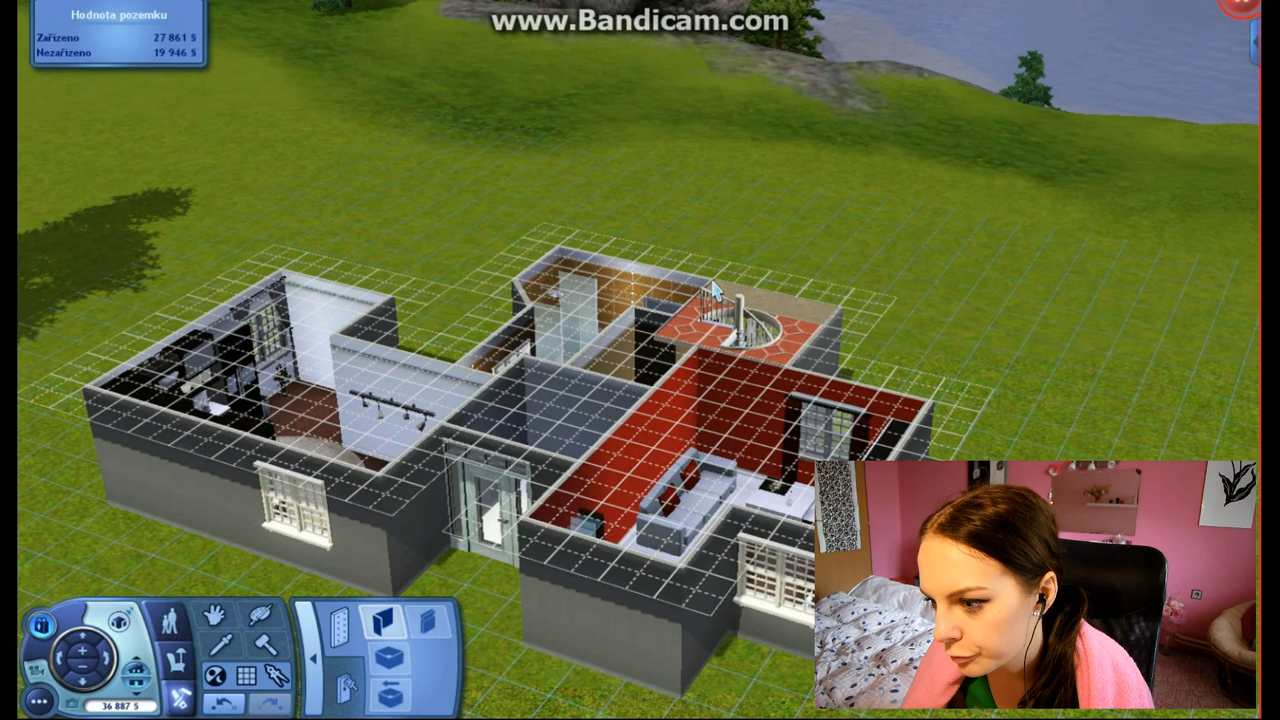 www.Bandicam.com
Hodnota pozemku
Zařízeno 27 861 $
Nezařízeno 19 946 $
36 887 $